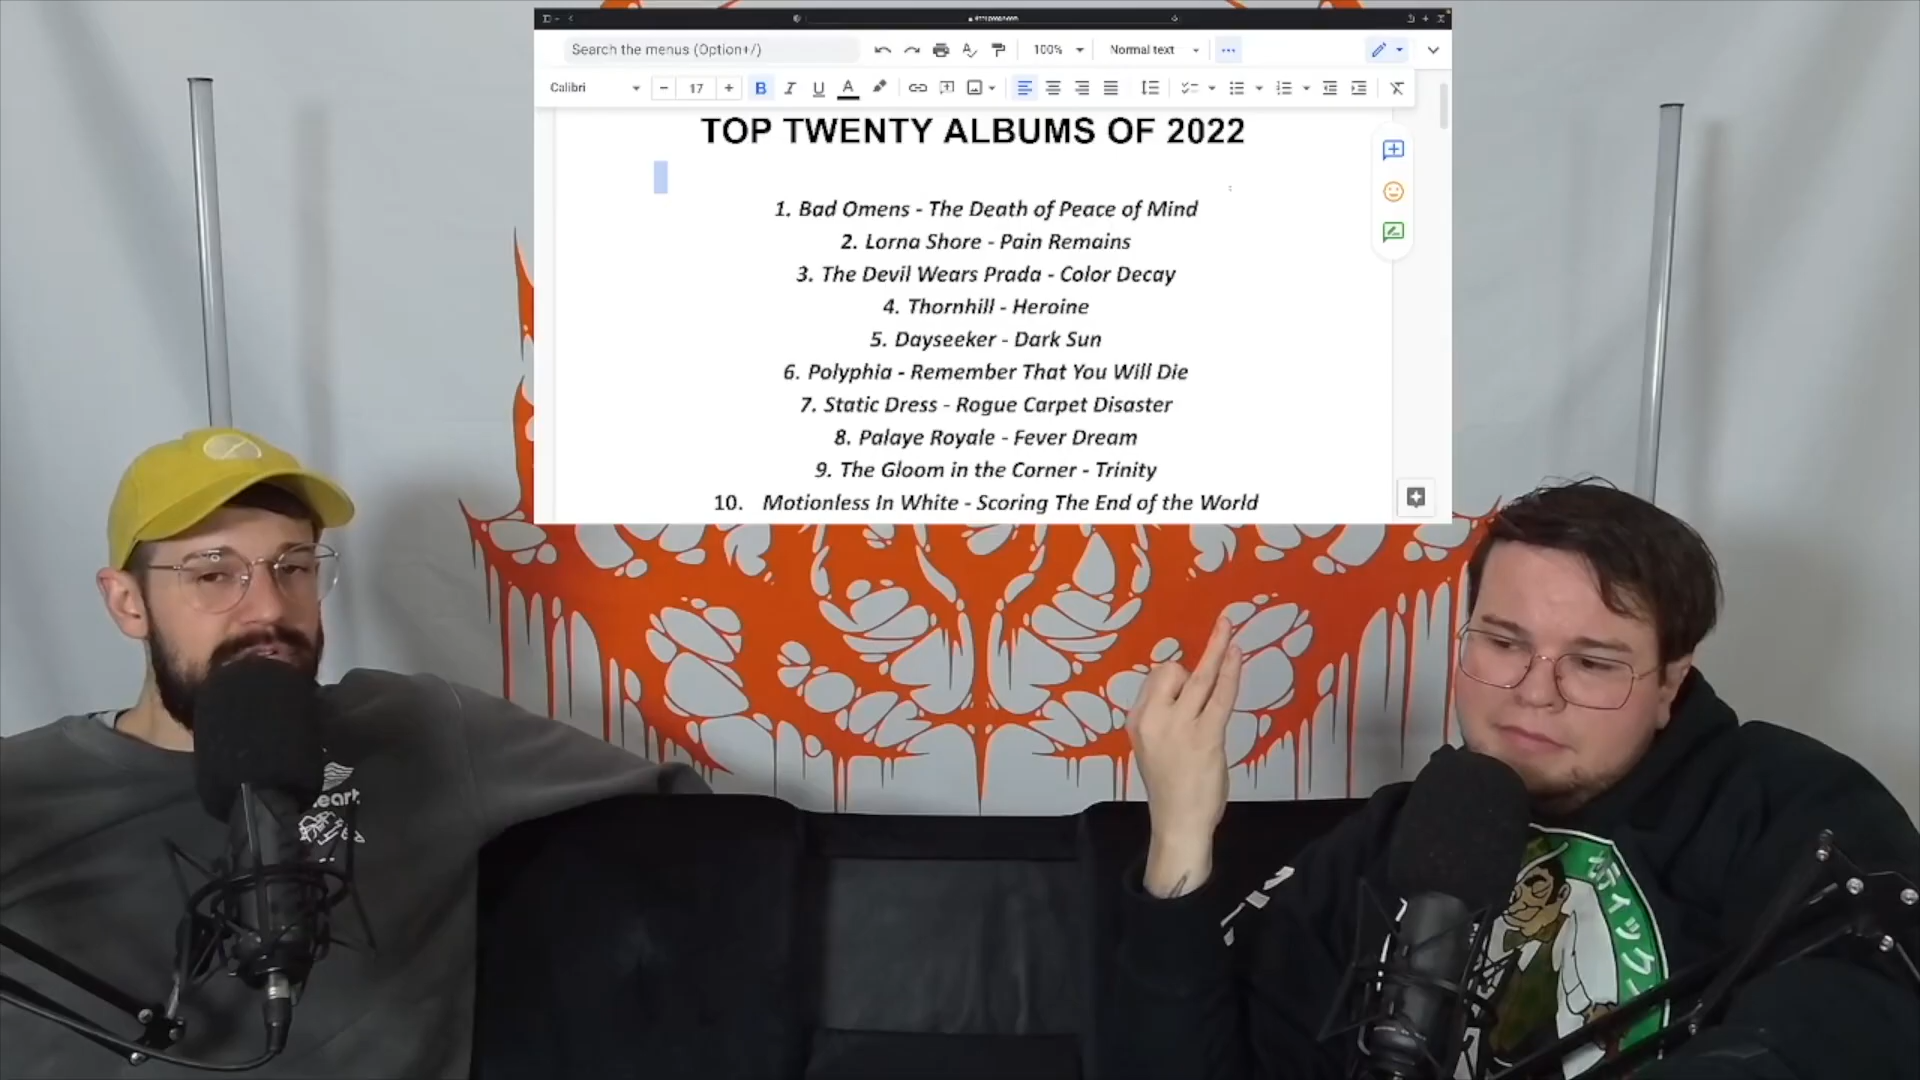 Search the menus (Option+/)
100%
Normal text
Calibri
17
B I U A
TOP TWENTY ALBUMS OF 2022
1. Bad Omens - The Death of Peace of Mind
2. Lorna Shore - Pain Remains
3. The Devil Wears Prada - Color Decay
4. Thornhill - Heroine
5. Dayseeker - Dark Sun
6. Polyphia - Remember That You Will Die
7. Static Dress - Rogue Carpet Disaster
8. Palaye Royale - Fever Dream
9. The Gloom in the Corner - Trinity
10. Motionless In White - Scoring The End of the World